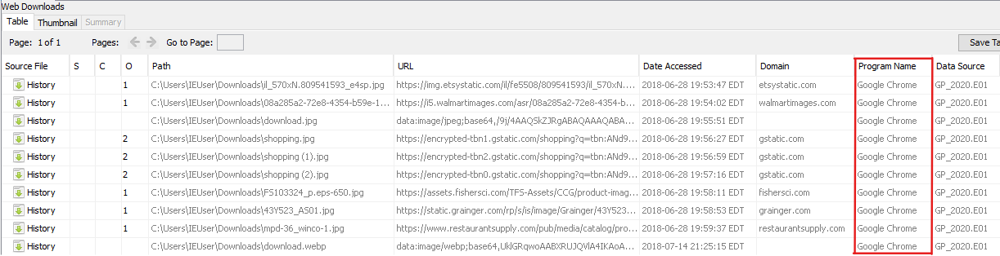 Web Downloads
Table Thumbnail Summary
Page: 1 of 1 Pages: Go to Page: Save Ta
Source File S C O Path URL Date Accessed Domain Program Name Data Source
History 1 C:\Users\IEUser\Downloads\il_570xN.809541593_e4sp.jpg https://img.etsystatic.com/il/fe5508/809541593/il_570xN.... 2018-06-28 19:53:47 EDT etsystatic.com Google Chrome GP_2020.E01
History 1 C:\Users\IEUser\Downloads\08a285a2-72e8-4354-b59e-1... https://i5.walmartimages.com/asr/08a285a2-72e8-4354-b... 2018-06-28 19:54:02 EDT walmartimages.com Google Chrome GP_2020.E01
History C:\Users\IEUser\Downloads\download.jpg data:image/jpeg;base64,/9j/4AAQSkZJRgABAQAAAQABA... 2018-06-28 19:55:51 EDT Google Chrome GP_2020.E01
History 2 C:\Users\IEUser\Downloads\shopping.jpg https://encrypted-tbn1.gstatic.com/shopping?q=tbn:ANd9... 2018-06-28 19:56:27 EDT gstatic.com Google Chrome GP_2020.E01
History 2 C:\Users\IEUser\Downloads\shopping (1).jpg https://encrypted-tbn2.gstatic.com/shopping?q=tbn:ANd9... 2018-06-28 19:56:59 EDT gstatic.com Google Chrome GP_2020.E01
History 2 C:\Users\IEUser\Downloads\shopping (2).jpg https://encrypted-tbn0.gstatic.com/shopping?q=tbn:ANd9... 2018-06-28 19:57:16 EDT gstatic.com Google Chrome GP_2020.E01
History 1 C:\Users\IEUser\Downloads\FS103324_p.eps-650.jpg https://assets.fishersci.com/TFS-Assets/CCG/product-imag... 2018-06-28 19:58:11 EDT fishersci.com Google Chrome GP_2020.E01
History 1 C:\Users\IEUser\Downloads\43Y523_AS01.jpg https://static.grainger.com/rp/s/is/image/Grainger/43Y523... 2018-06-28 19:58:53 EDT grainger.com Google Chrome GP_2020.E01
History 1 C:\Users\IEUser\Downloads\mpd-36_winco-1.jpg https://www.restaurantsupply.com/pub/media/catalog/pro... 2018-06-28 19:59:37 EDT restaurantsupply.com Google Chrome GP_2020.E01
History C:\Users\IEUser\Downloads\download.webp data:image/webp;base64,UklGRqwoAABXRUJQVlA4IKAoA... 2018-07-14 21:25:15 EDT Google Chrome GP_2020.E01